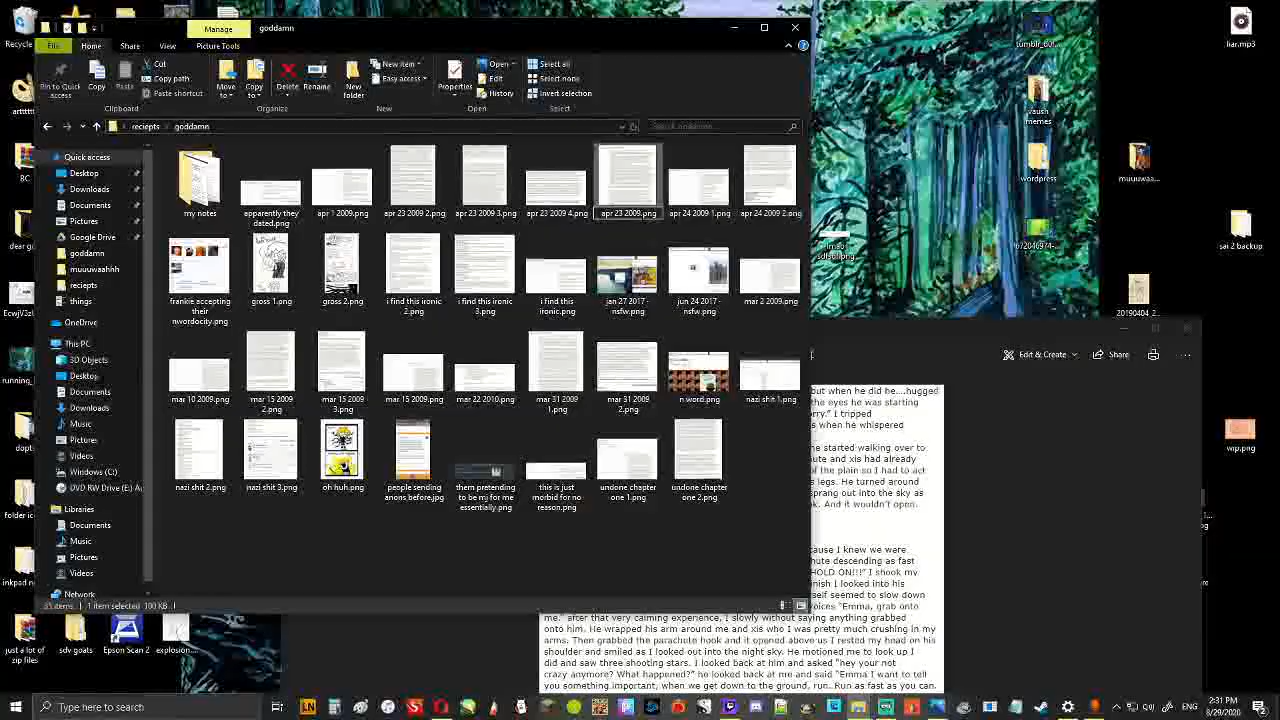 Recycle
Manage
goddamn
File
Home
Share
View
Picture Tools
Pin to Quick access
Copy
Paste
Cut
Copy path
Paste shortcut
Clipboard
Move to
Copy to
Delete
Rename
Organize
New folder
New item
Easy access
New
Properties
Open
Edit
History
Open
Select all
Select none
Invert selection
Select
reciepts
goddamn
Quick access
Desktop
Downloads
Documents
Pictures
Google Drive
reciepts
things
OneDrive
This PC
3D Objects
Desktop
Documents
Downloads
Music
Pictures
Videos
Windows (C:)
DVD RW Drive (E:) Au
Libraries
Documents
Music
Pictures
Videos
Network
my notes
apparently they dated.png
apr 1 2009.png
apr 23 2009 2.png
apr 23 2009 3.png
apr 23 2009 4.png
apr 23 2009.png
apr 24 2009 1.png
apr 24 2009 2.png
frankie accepting their nwordocity.png
gross 1.png
gross 2.png
i find this ironic 2.png
i find this ironic 3.png
i find this ironic.png
jan 27 2017 - nsfw.png
jun 24 2017 - nsfw.png
mar 2 2009.png
mar 10 2009.png
mar 15 2009 2.png
mar 15 2009 3.png
mar 15 2009.png
mar 22 2010.png
mar 31 2009 1.png
mar 31 2009 2.png
n word.png
nazi shit 1.png
nazi shit 2.png
nazi shit 3.png
oh huh.png
people pretending anons before.jpg
them pretending to be mj for me essentially.png
this is just morbid for no reason.png
undone chapter one 1.png
undone chapter one 2.png
35 items
1 item selected 100 KB
vaush memes
wordpress
liar.mp3
sai 2 backup
wip.png
Edit & Create
Share
but when he did he....hugged
the eyes he was starting
rry." I tripped
s when he whispered
he started walking over to
ute and xis had already
of the plain so I had to act
s legs. He turned around
sprang out into the sky as
k. And it wouldn't open.
cause I knew we were
hute descending as fast
HOLD ON!!!" I shook my
nish I looked into his
self seemed to slow down
voices "Emma, grab onto
me." after that very calming experience, I slowly without saying anything grabbed
onto him. He wrapped his arm around me and xis who I was pretty much crushing in my
arms. Then grabbed the parachute hook and it opened above us I rested my head on his
shoulder and smiled as I looked out into the night sky. He motioned me to look up I
did and saw three shooting stars. I looked back at him and asked "hey your not
crazy anymore? What happened?" he looked back at me and said "Emma I want to tell
you something important, when we get down to the ground, run. Run as fast as you can.
just a lot of
solv goats
Epson Scan 2
explosion
Type here to search
ENG
2:31 PM
8/29/2020